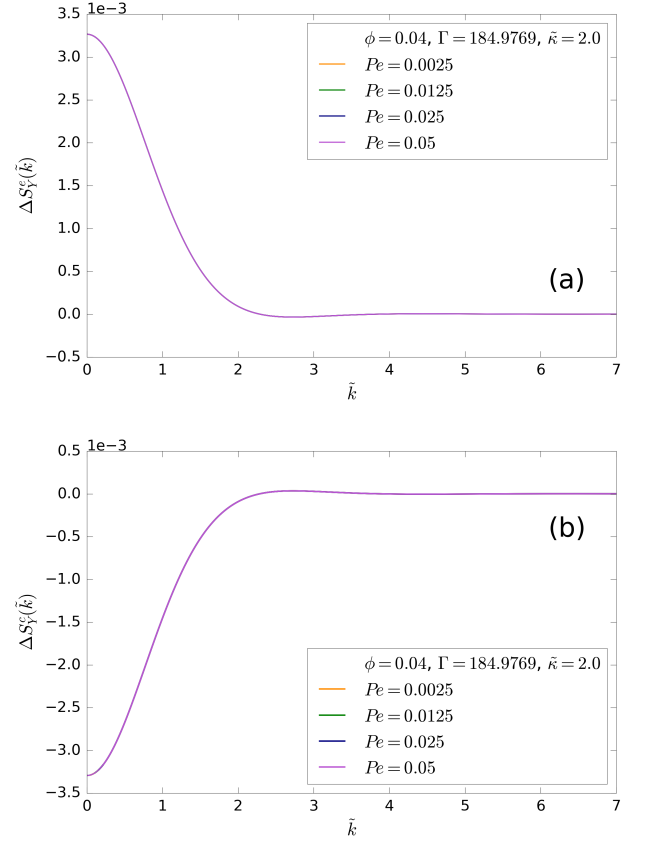 1e−3
3.5
3.0
2.5
2.0
1.5
1.0
0.5
0.0
−0.5
ΔS_Ẏ^e(k̃)
ϕ = 0.04, Γ = 184.9769, κ̃ = 2.0
Pe = 0.0025
Pe = 0.0125
Pe = 0.025
Pe = 0.05
(a)
0 1 2 3 4 5 6 7
k̃
1e−3
0.5
0.0
−0.5
−1.0
−1.5
−2.0
−2.5
−3.0
−3.5
ΔS_Ẏ^c(k̃)
(b)
ϕ = 0.04, Γ = 184.9769, κ̃ = 2.0
Pe = 0.0025
Pe = 0.0125
Pe = 0.025
Pe = 0.05
0 1 2 3 4 5 6 7
k̃